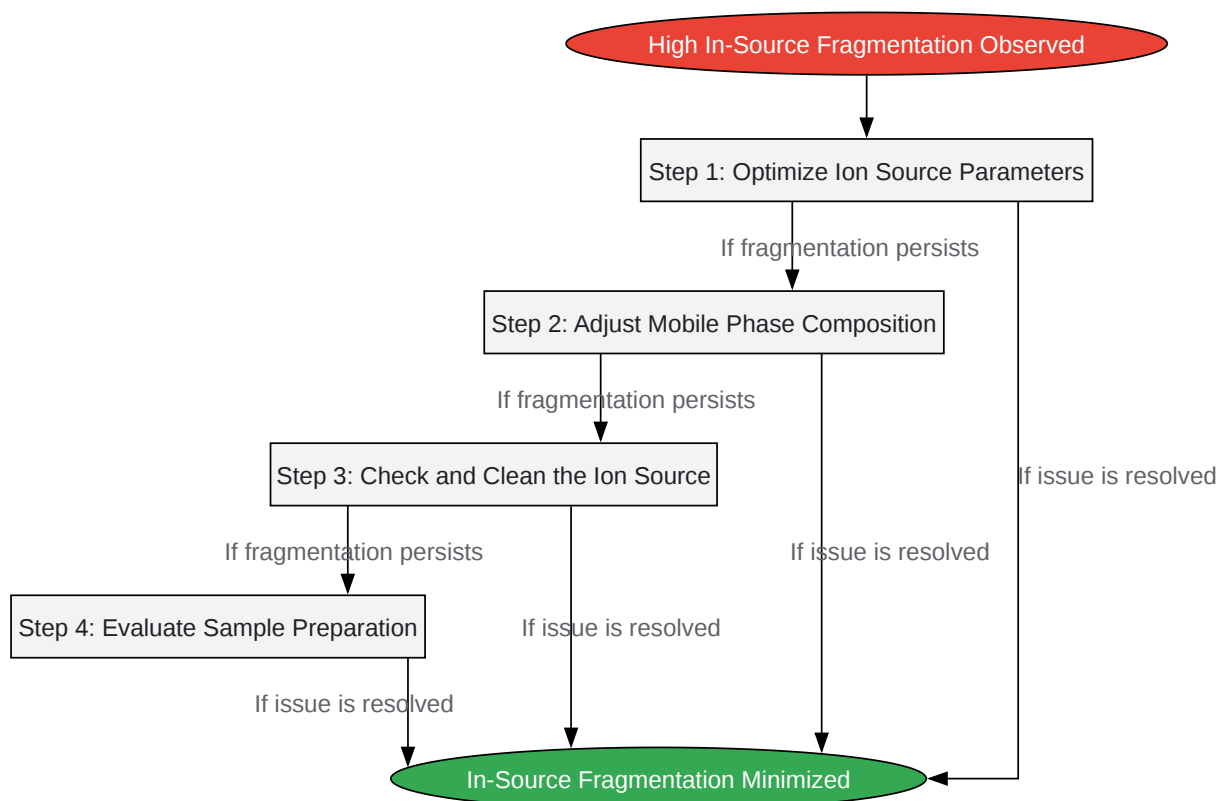 High In-Source Fragmentation Observed
Step 1: Optimize Ion Source Parameters
If fragmentation persists
Step 2: Adjust Mobile Phase Composition
If fragmentation persists
Step 3: Check and Clean the Ion Source
If issue is resolved
If fragmentation persists
If issue is resolved
Step 4: Evaluate Sample Preparation
If issue is resolved
If issue is resolved
In-Source Fragmentation Minimized